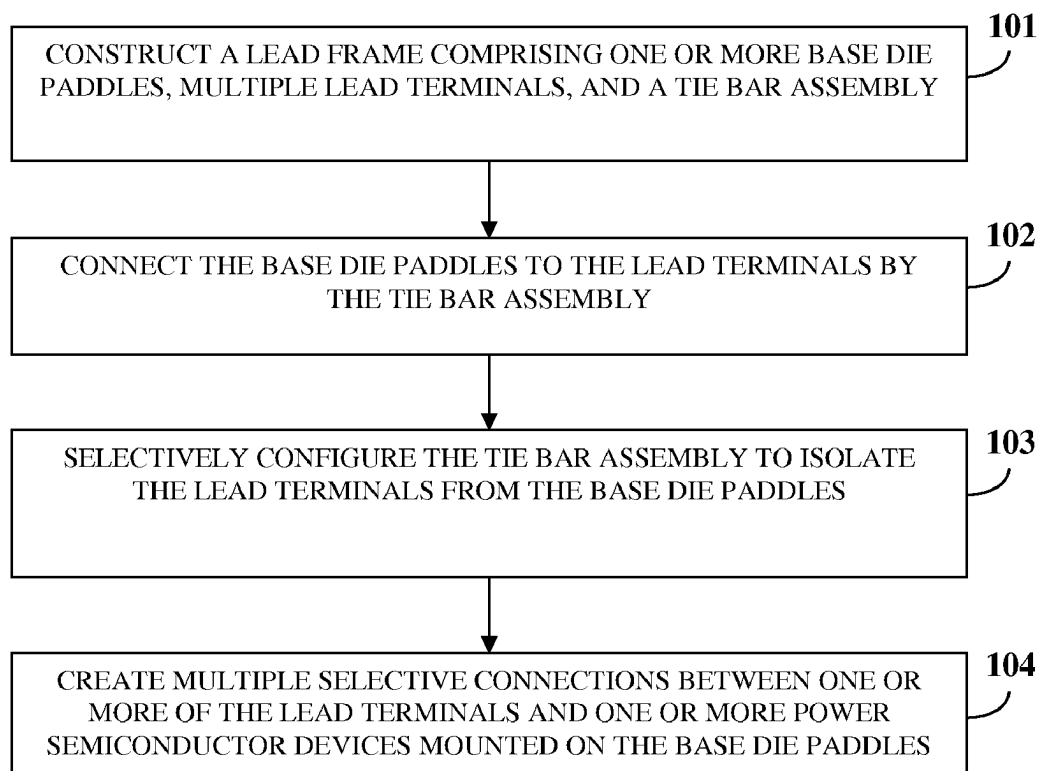 101
CONSTRUCT A LEAD FRAME COMPRISING ONE OR MORE BASE DIE
PADDLES, MULTIPLE LEAD TERMINALS, AND A TIE BAR ASSEMBLY
102
CONNECT THE BASE DIE PADDLES TO THE LEAD TERMINALS BY
THE TIE BAR ASSEMBLY
103
SELECTIVELY CONFIGURE THE TIE BAR ASSEMBLY TO ISOLATE
THE LEAD TERMINALS FROM THE BASE DIE PADDLES
104
CREATE MULTIPLE SELECTIVE CONNECTIONS BETWEEN ONE OR
MORE OF THE LEAD TERMINALS AND ONE OR MORE POWER
SEMICONDUCTOR DEVICES MOUNTED ON THE BASE DIE PADDLES